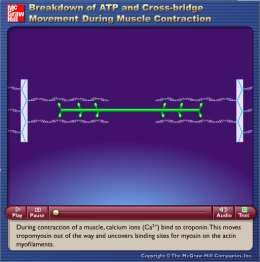 Mc
Graw
Hill
Breakdown of ATP and Cross-bridge
Movement During Muscle Contraction
Play
Pause
Audio
Text
During contraction of a muscle, calcium ions (Ca²⁺) bind to troponin. This moves
tropomyosin out of the way and uncovers binding sites for myosin on the actin
myofilaments.
Copyright © The McGraw-Hill Companies, Inc.